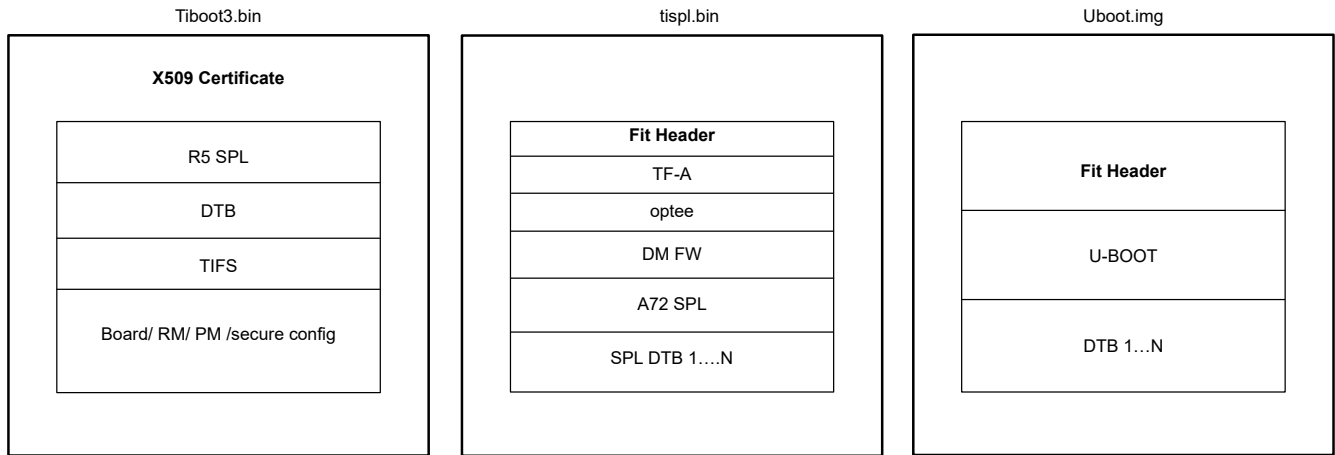 Tiboot3.bin
X509 Certificate
R5 SPL
DTB
TIFS
Board/ RM/ PM /secure config
tispl.bin
Fit Header
TF-A
optee
DM FW
A72 SPL
SPL DTB 1....N
Uboot.img
Fit Header
U-BOOT
DTB 1...N